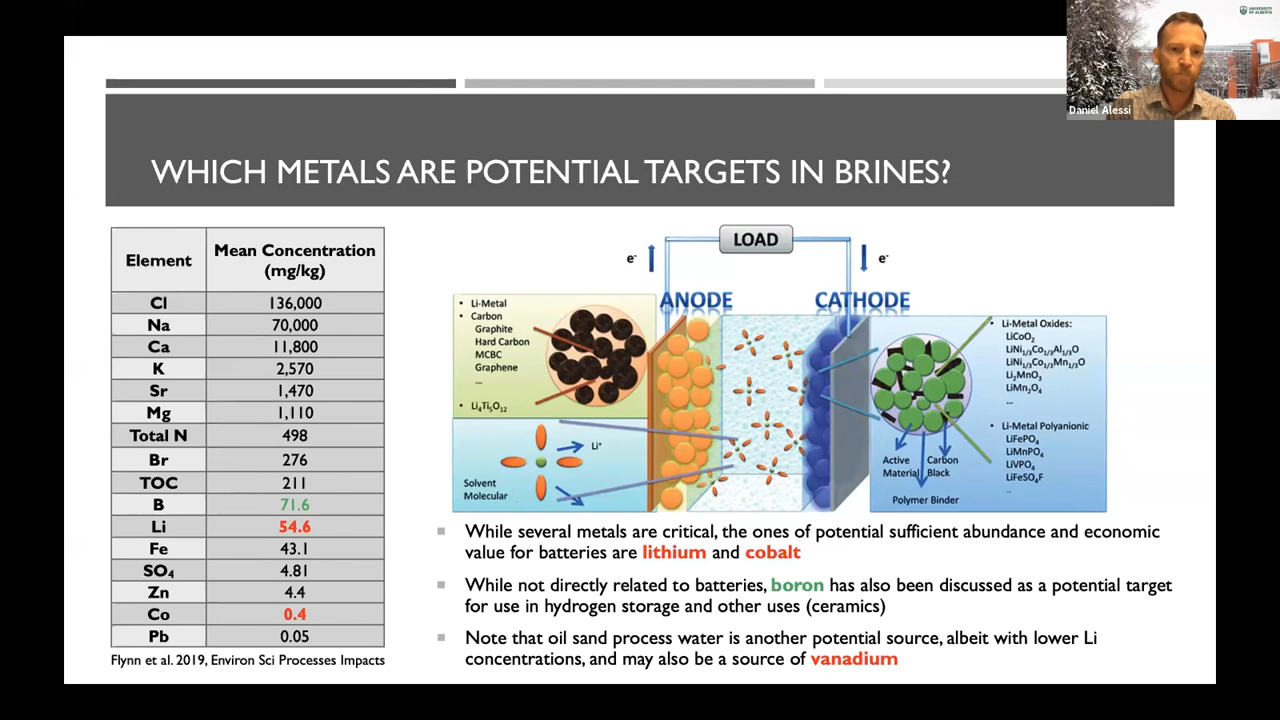 UNIVERSITY
OF ALBERTA
Daniel Alessi
WHICH METALS ARE POTENTIAL TARGETS IN BRINES?
Element Mean Concentration (mg/kg)
Cl 136,000
Na 70,000
Ca 11,800
K 2,570
Sr 1,470
Mg 1,110
Total N 498
Br 276
TOC 211
B 71.6
Li 54.6
Fe 43.1
SO4 4.81
Zn 4.4
Co 0.4
Pb 0.05
Flynn et al. 2019, Environ Sci Processes Impacts
LOAD
e-
e-
ANODE
CATHODE
• Li-Metal
• Carbon
Graphite
Hard Carbon
MCBC
Graphene
...
• Li4Ti5O12
Li+
Solvent
Molecular
• Li-Metal Oxides:
LiCoO2
LiNi1/3Co1/3Al1/3O
LiNi1/3Co1/3Mn1/3O
Li2MnO3
LiMn2O4
...
• Li-Metal Polyanionic
LiFePO4
LiMnPO4
LiVPO4
LiFeSO4F
..
Active
Material
Carbon
Black
Polymer Binder
While several metals are critical, the ones of potential sufficient abundance and economic
value for batteries are lithium and cobalt
While not directly related to batteries, boron has also been discussed as a potential target
for use in hydrogen storage and other uses (ceramics)
Note that oil sand process water is another potential source, albeit with lower Li
concentrations, and may also be a source of vanadium